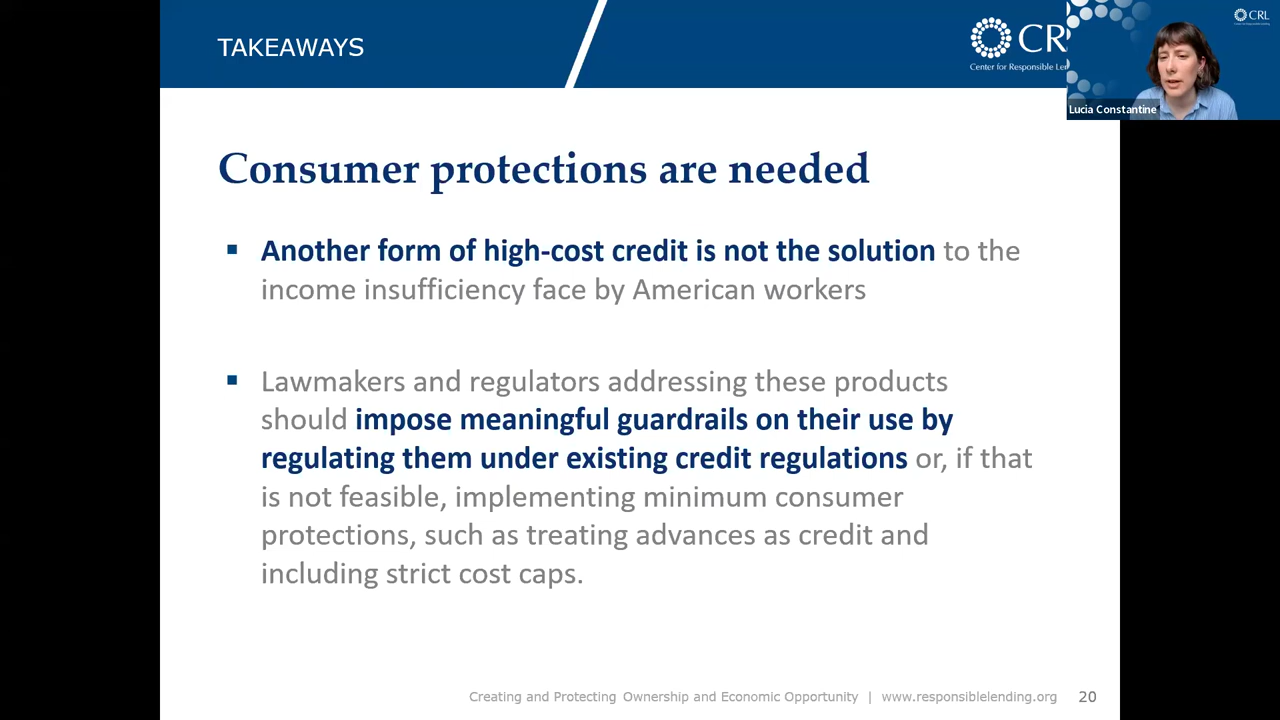 TAKEAWAYS
CR
Center for Responsible Le
CRL
Lucia Constantine
Consumer protections are needed
Another form of high-cost credit is not the solution to the
income insufficiency face by American workers
Lawmakers and regulators addressing these products
should impose meaningful guardrails on their use by
regulating them under existing credit regulations or, if that
is not feasible, implementing minimum consumer
protections, such as treating advances as credit and
including strict cost caps.
Creating and Protecting Ownership and Economic Opportunity | www.responsiblelending.org 20